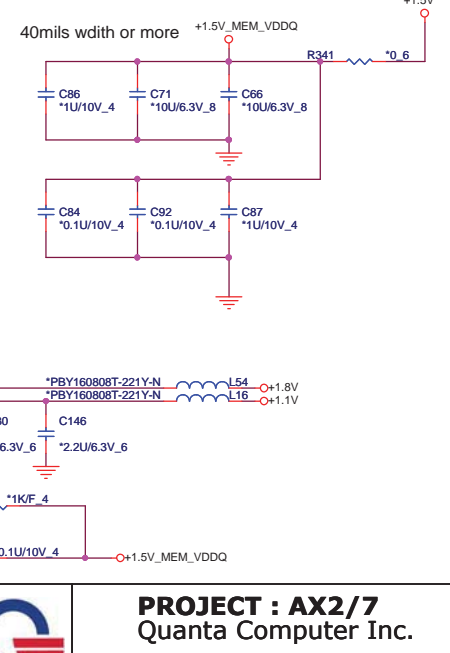 +1.5V
40mils wdith or more
+1.5V_MEM_VDDQ
R341
*0_6
C86
*1U/10V_4
C71
*10U/6.3V_8
C66
*10U/6.3V_8
C84
*0.1U/10V_4
C92
*0.1U/10V_4
C87
*1U/10V_4
*PBY160808T-221Y-N
L54
+1.8V
*PBY160808T-221Y-N
L16
+1.1V
C146
6.3V_6
*2.2U/6.3V_6
*1K/F_4
0.1U/10V_4
+1.5V_MEM_VDDQ
PROJECT : AX2/7
Quanta Computer Inc.